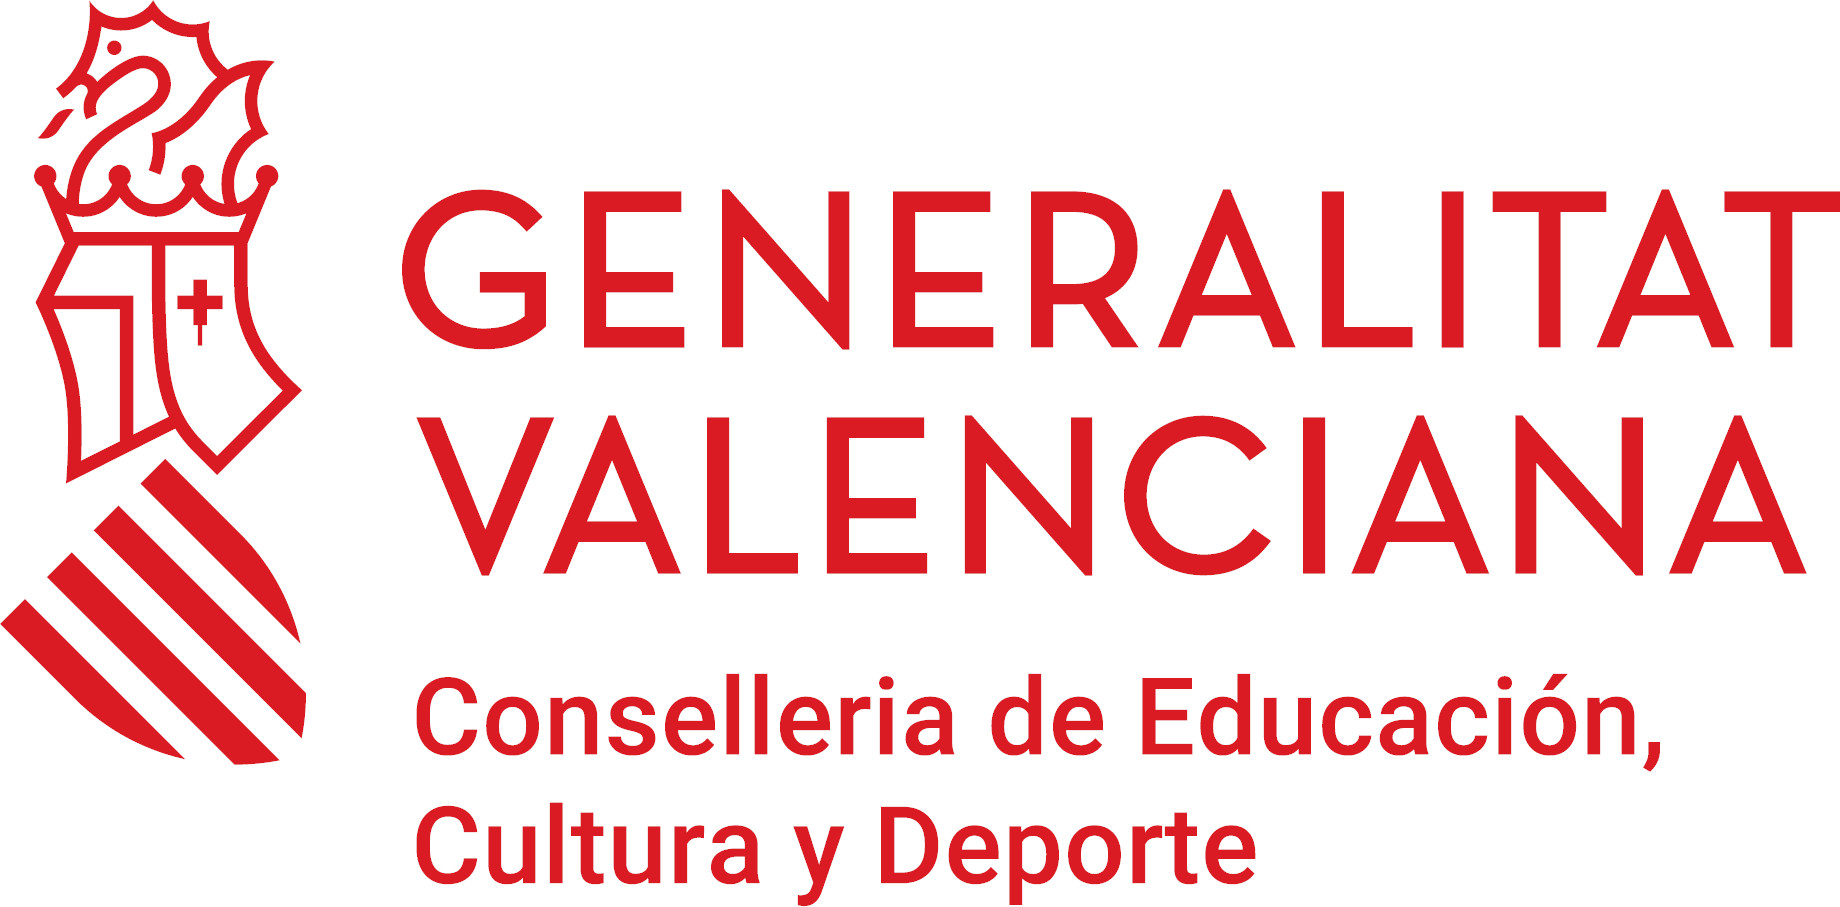 GENERALITAT
VALENCIANA
Conselleria de Educación,
Cultura y Deporte